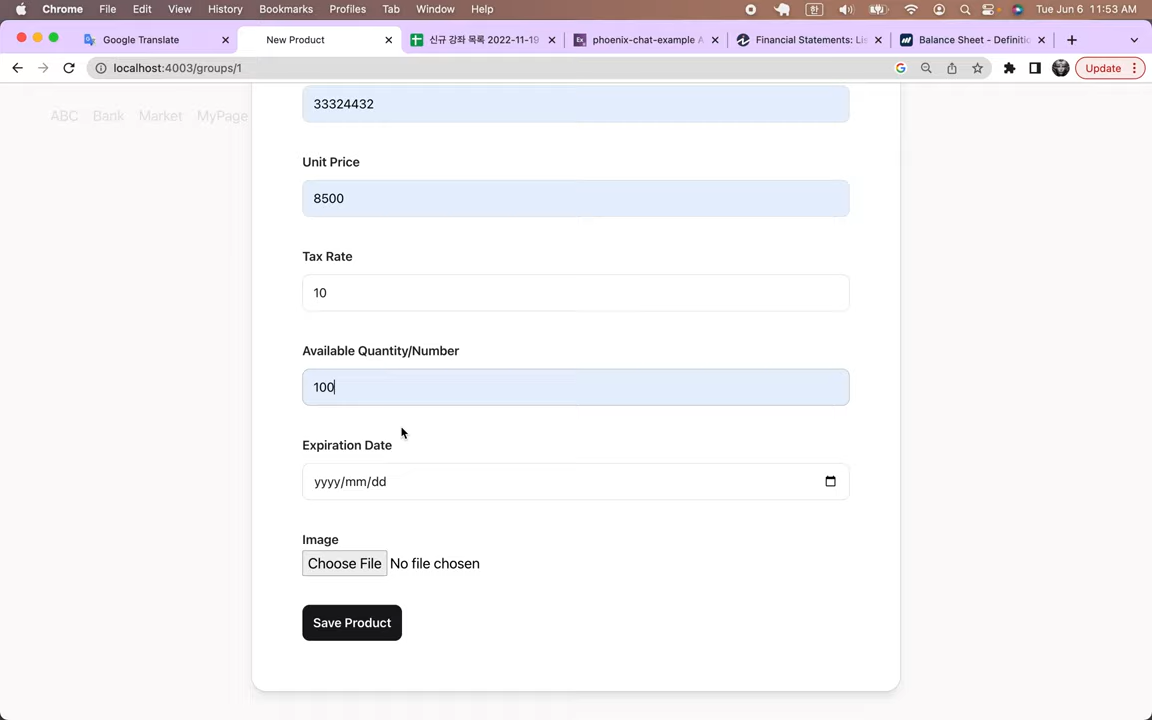 Chrome File Edit View History Bookmarks Profiles Tab Window Help 한 Tue Jun 6 11:53 AM
Google Translate New Product 신규 강좌 목록 2022-11-19 phoenix-chat-example A Financial Statements: Li Balance Sheet - Definitio
localhost:4003/groups/1 Update
33324432
ABC Bank Market MyPage
Unit Price
8500
Tax Rate
10
Available Quantity/Number
100
Expiration Date
yyyy/mm/dd
Image
Choose File No file chosen
Save Product